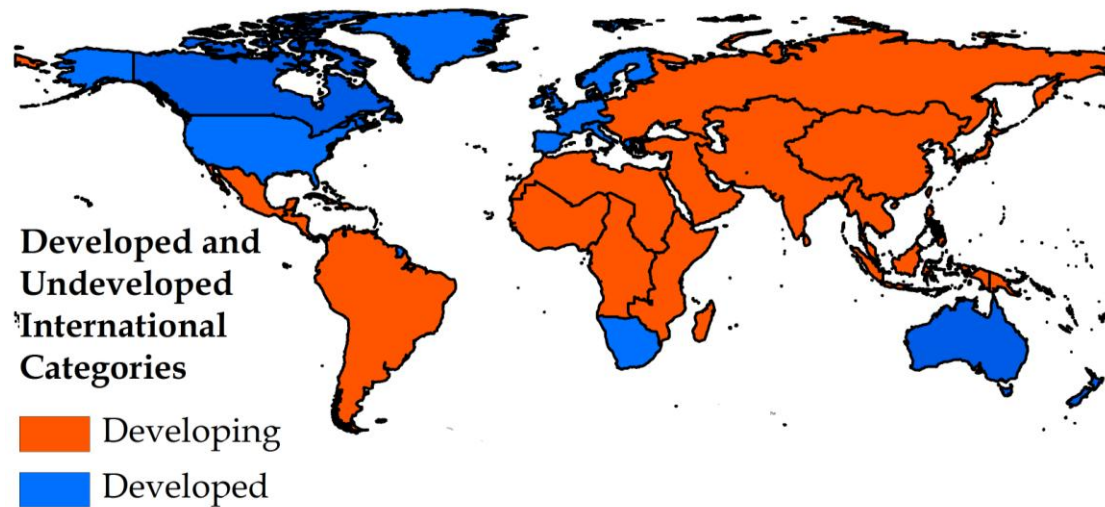 Developed and
Undeveloped
International
Categories
Developing
Developed